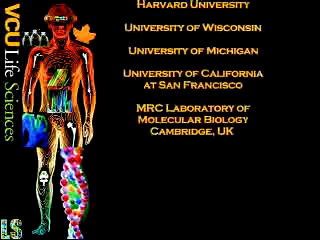 Harvard University
University of Wisconsin
University of Michigan
University of California
at San Francisco
MRC Laboratory of
Molecular Biology
Cambridge, UK
VCU Life Sciences
LS